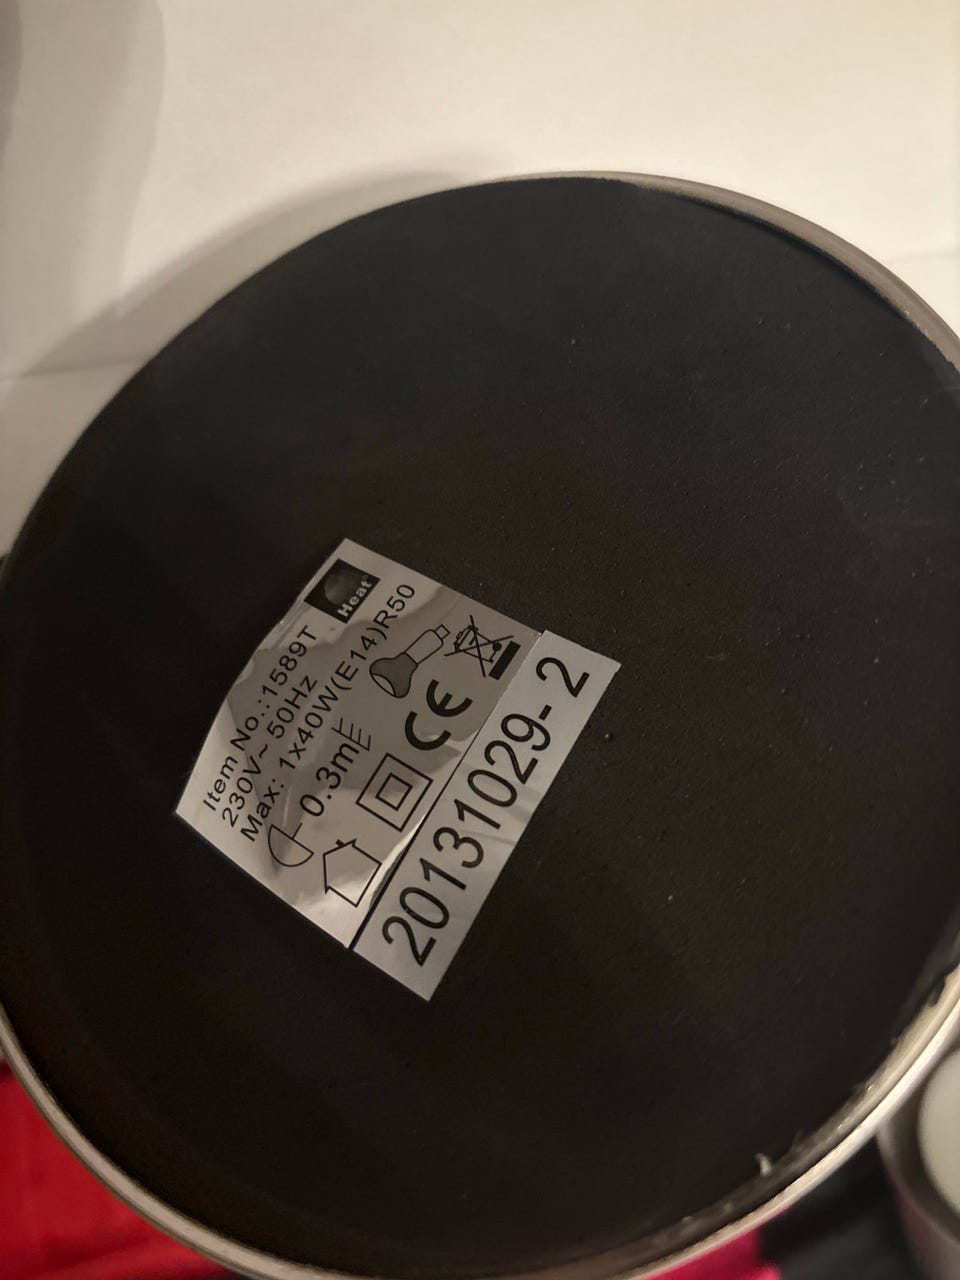 Heat
Item No.:1589T
230V~ 50Hz
Max: 1x40W(E14)R50
0.3m
CE
20131029-2